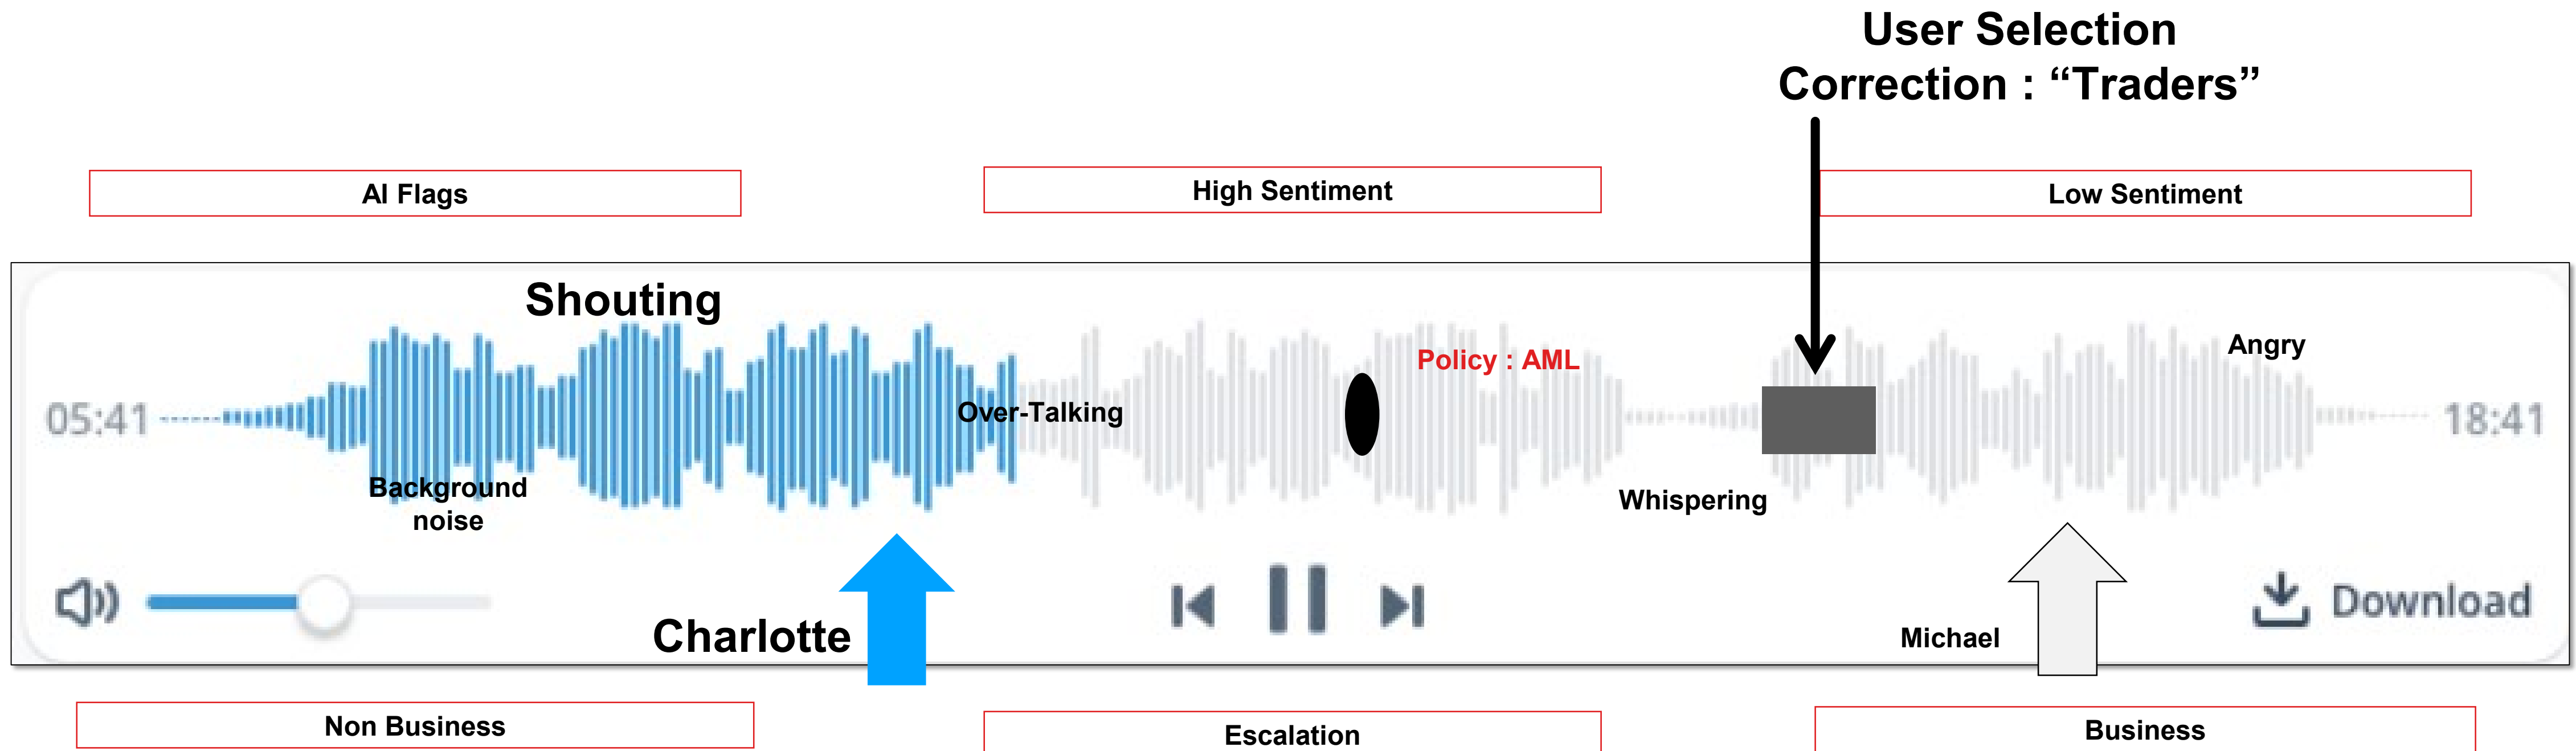 User Selection
Correction : “Traders”
AI Flags
High Sentiment
Low Sentiment
Shouting
Angry
Policy : AML
05:41
Over-Talking
18:41
Background
noise
Whispering
Download
Charlotte
Michael
Non Business
Escalation
Business